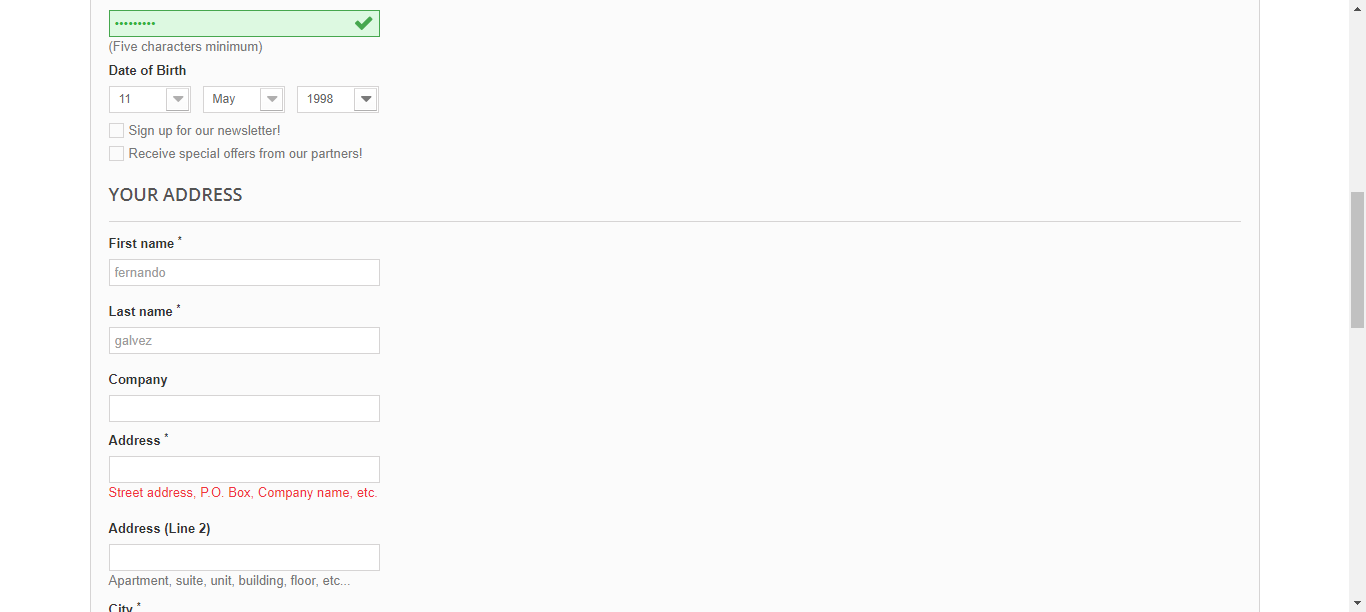 •••••••••
(Five characters minimum)
Date of Birth
11 May 1998
Sign up for our newsletter!
Receive special offers from our partners!
YOUR ADDRESS
First name *
fernando
Last name *
galvez
Company
Address *
Street address, P.O. Box, Company name, etc.
Address (Line 2)
Apartment, suite, unit, building, floor, etc...
City *